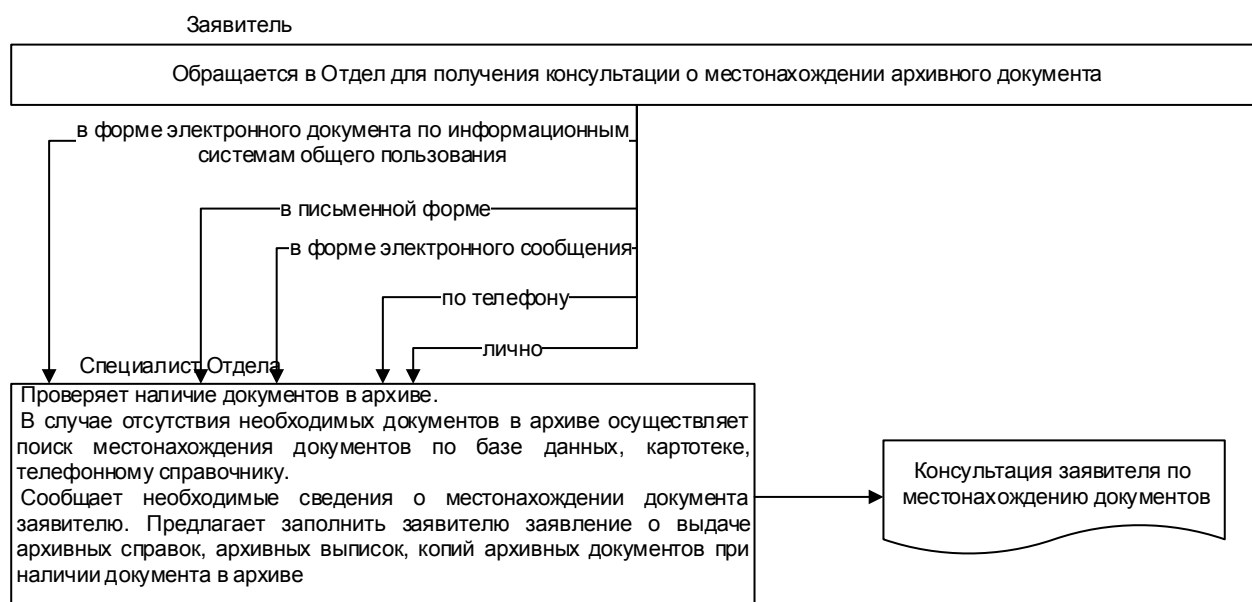 Заявитель
Обращается в Отдел для получения консультации о местонахождении архивного документа
в форме электронного документа по информационным
системам общего пользования
в письменной форме
в форме электронного сообщения
по телефону
лично
Специалист Отдела
Проверяет наличие документов в архиве.
В случае отсутствия необходимых документов в архиве осуществляет
поиск местонахождения документов по базе данных, картотеке,
телефонному справочнику.
Сообщает необходимые сведения о местонахождении документа
заявителю. Предлагает заполнить заявителю заявление о выдаче
архивных справок, архивных выписок, копий архивных документов при
наличии документа в архиве
Консультация заявителя по
местонахождению документов